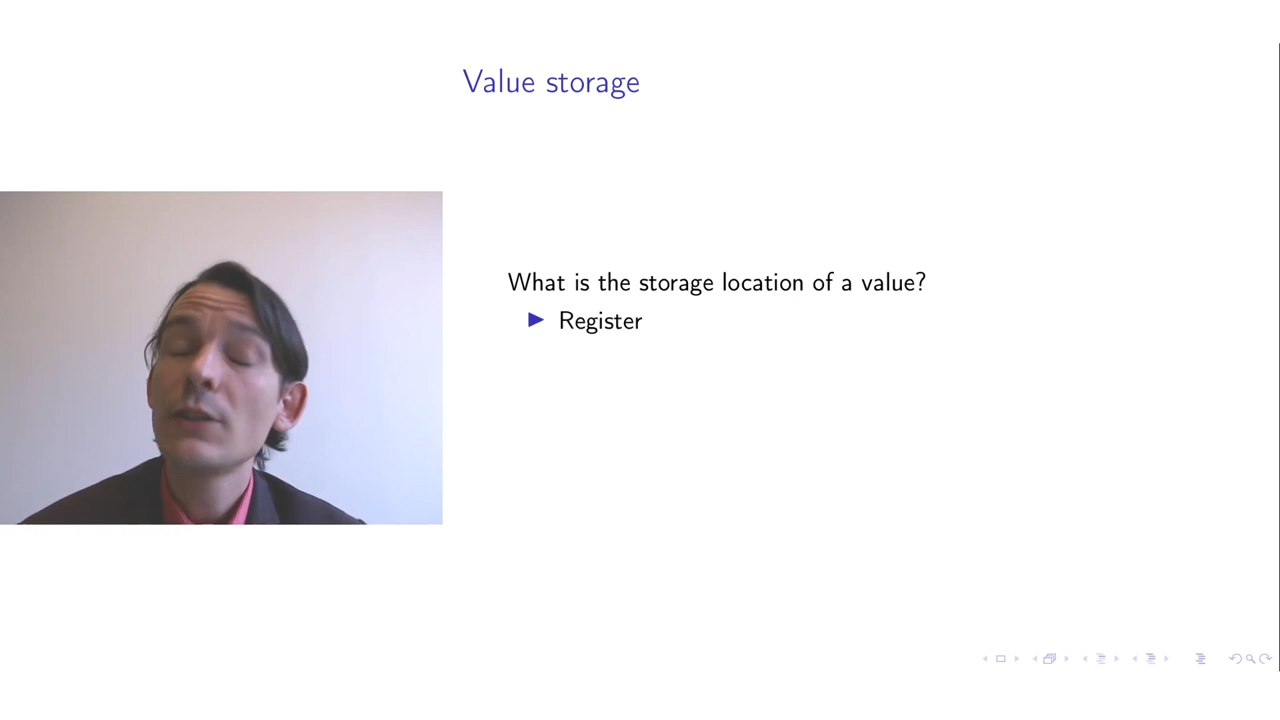 Value storage
What is the storage location of a value?
Register